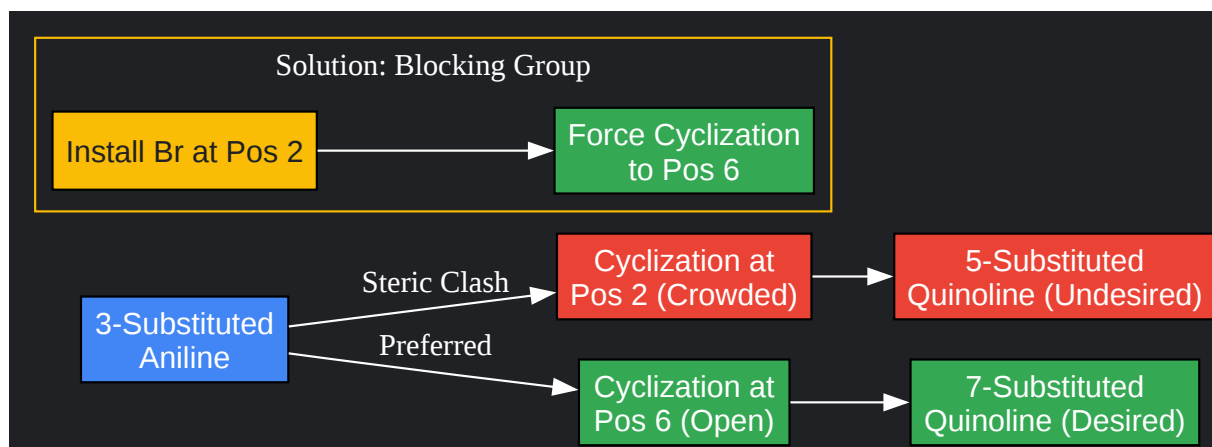 Solution: Blocking Group
Install Br at Pos 2
Force Cyclization
to Pos 6
Steric Clash
Cyclization at
Pos 2 (Crowded)
5-Substituted
Quinoline (Undesired)
3-Substituted
Aniline
Preferred
Cyclization at
Pos 6 (Open)
7-Substituted
Quinoline (Desired)